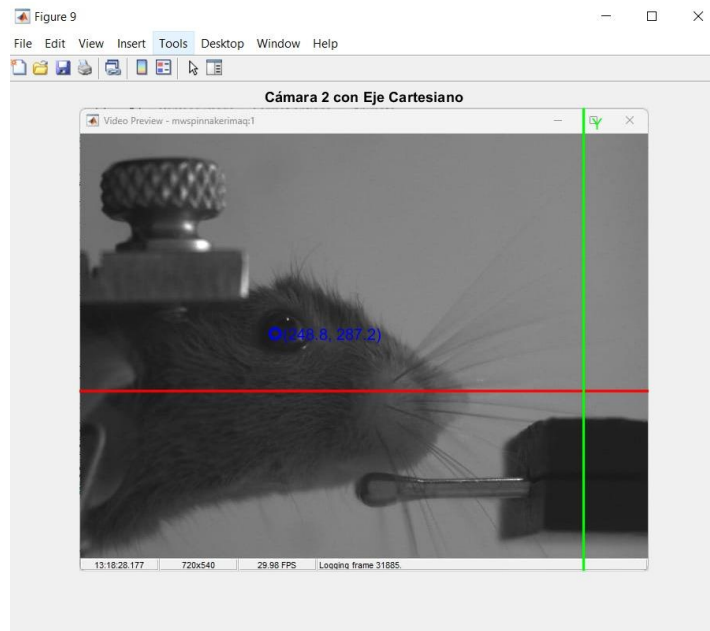 Figure 9
File Edit View Insert Tools Desktop Window Help
Cámara 2 con Eje Cartesiano
Video Preview - mwspinnakerimaq:1
Y
(248.8, 287.2)
13:18:28.177 720x540 29.98 FPS Logging frame 31885.